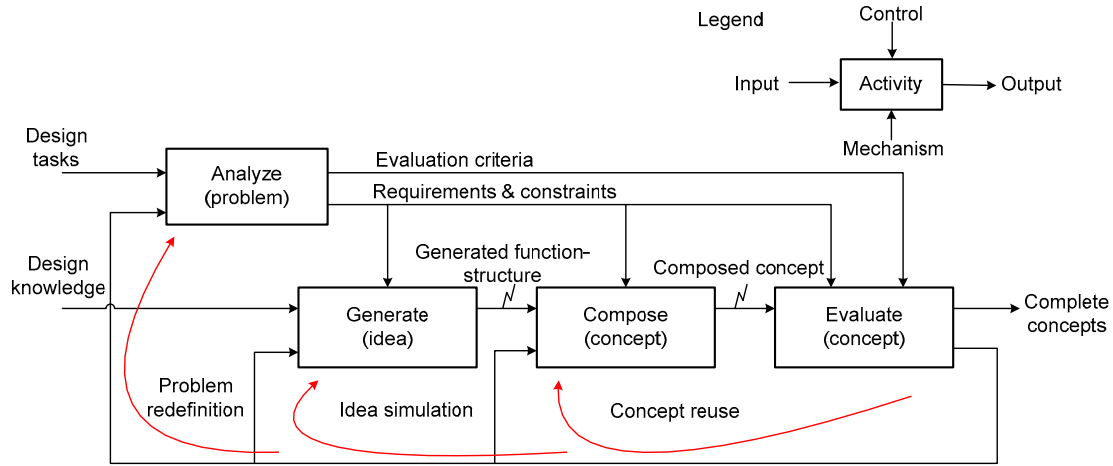 Legend
Control
Input
Activity
Output
Mechanism
Design
tasks
Analyze
(problem)
Evaluation criteria
Requirements & constraints
Design
knowledge
Generated function-
structure
Composed concept
Generate
(idea)
Compose
(concept)
Evaluate
(concept)
Complete
concepts
Problem
redefinition
Idea simulation
Concept reuse